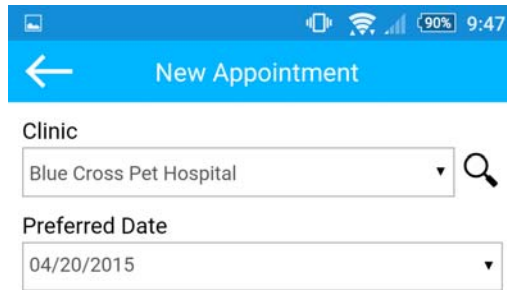 90% 9:47
New Appointment
Clinic
Blue Cross Pet Hospital
Preferred Date
04/20/2015